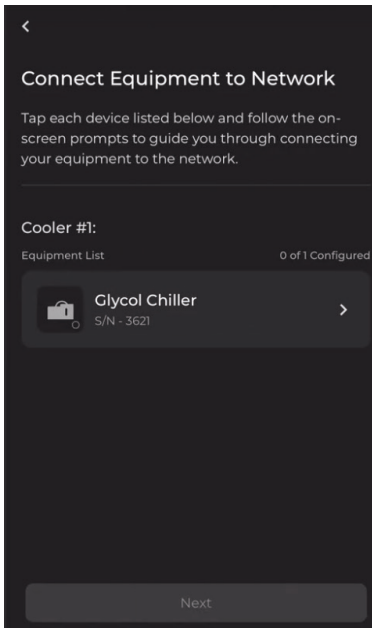 Connect Equipment to Network
Tap each device listed below and follow the on-
screen prompts to guide you through connecting
your equipment to the network.
Cooler #1:
Equipment List 0 of 1 Configured
Glycol Chiller
S/N - 3621
Next